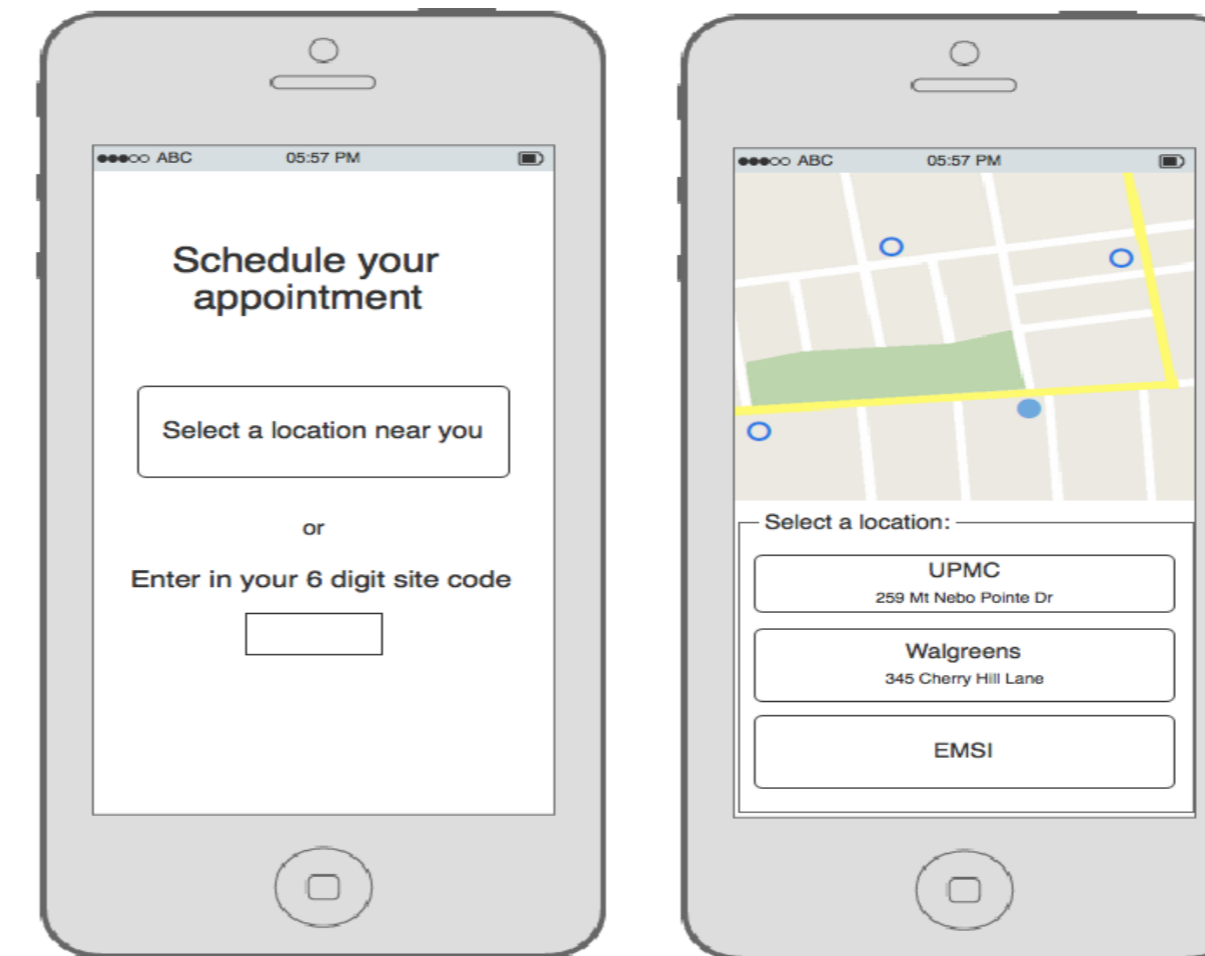 ABC 05:57 PM
Schedule your
appointment
Select a location near you
or
Enter in your 6 digit site code
ABC 05:57 PM
Select a location:
UPMC
259 Mt Nebo Pointe Dr
Walgreens
345 Cherry Hill Lane
EMSI